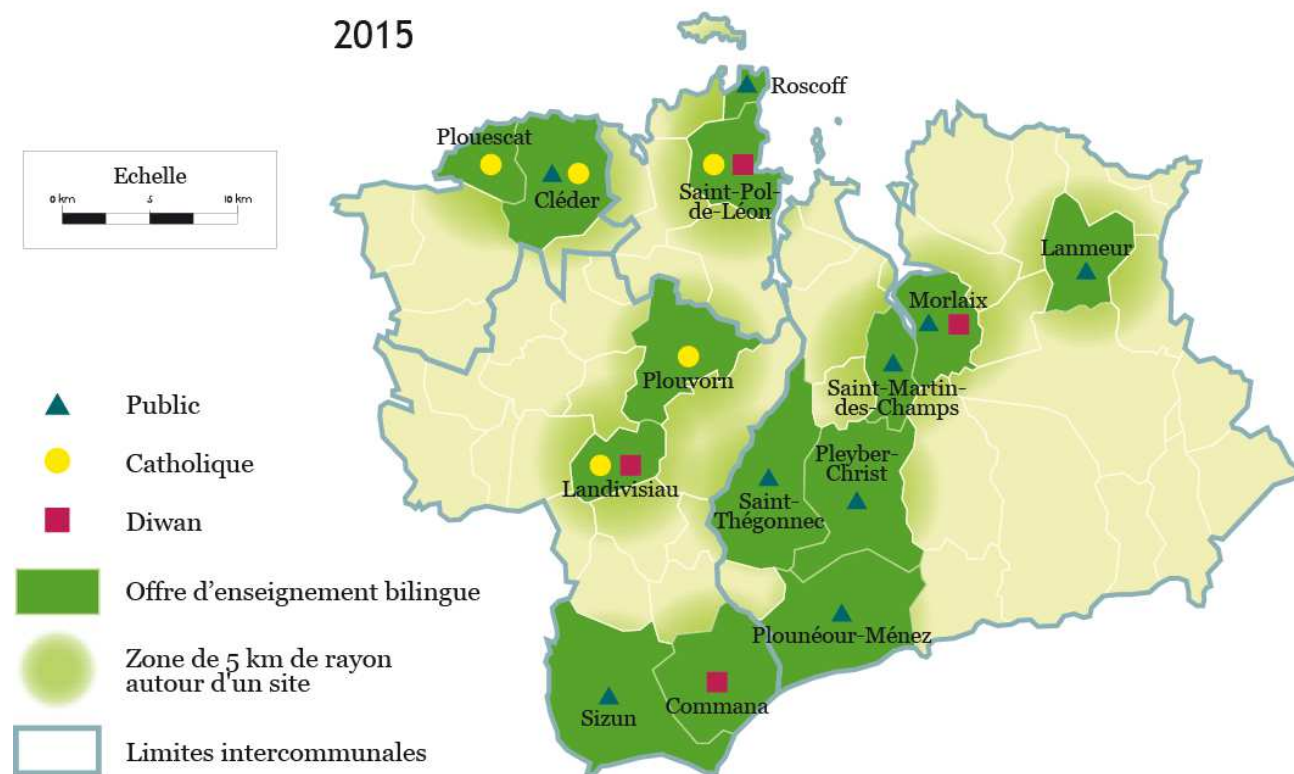 2015
Roscoff
Plouescat
Cléder
Saint-Pol-
de-Léon
Echelle
0 km 5 10 km
Lanmeur
Morlaix
Plouvorn
Saint-Martin-
des-Champs
Public
Catholique
Diwan
Landivisiau
Pleyber-
Christ
Saint-
Thégonnec
Offre d'enseignement bilingue
Plounéour-Ménez
Zone de 5 km de rayon
autour d'un site
Commana
Sizun
Limites intercommunales